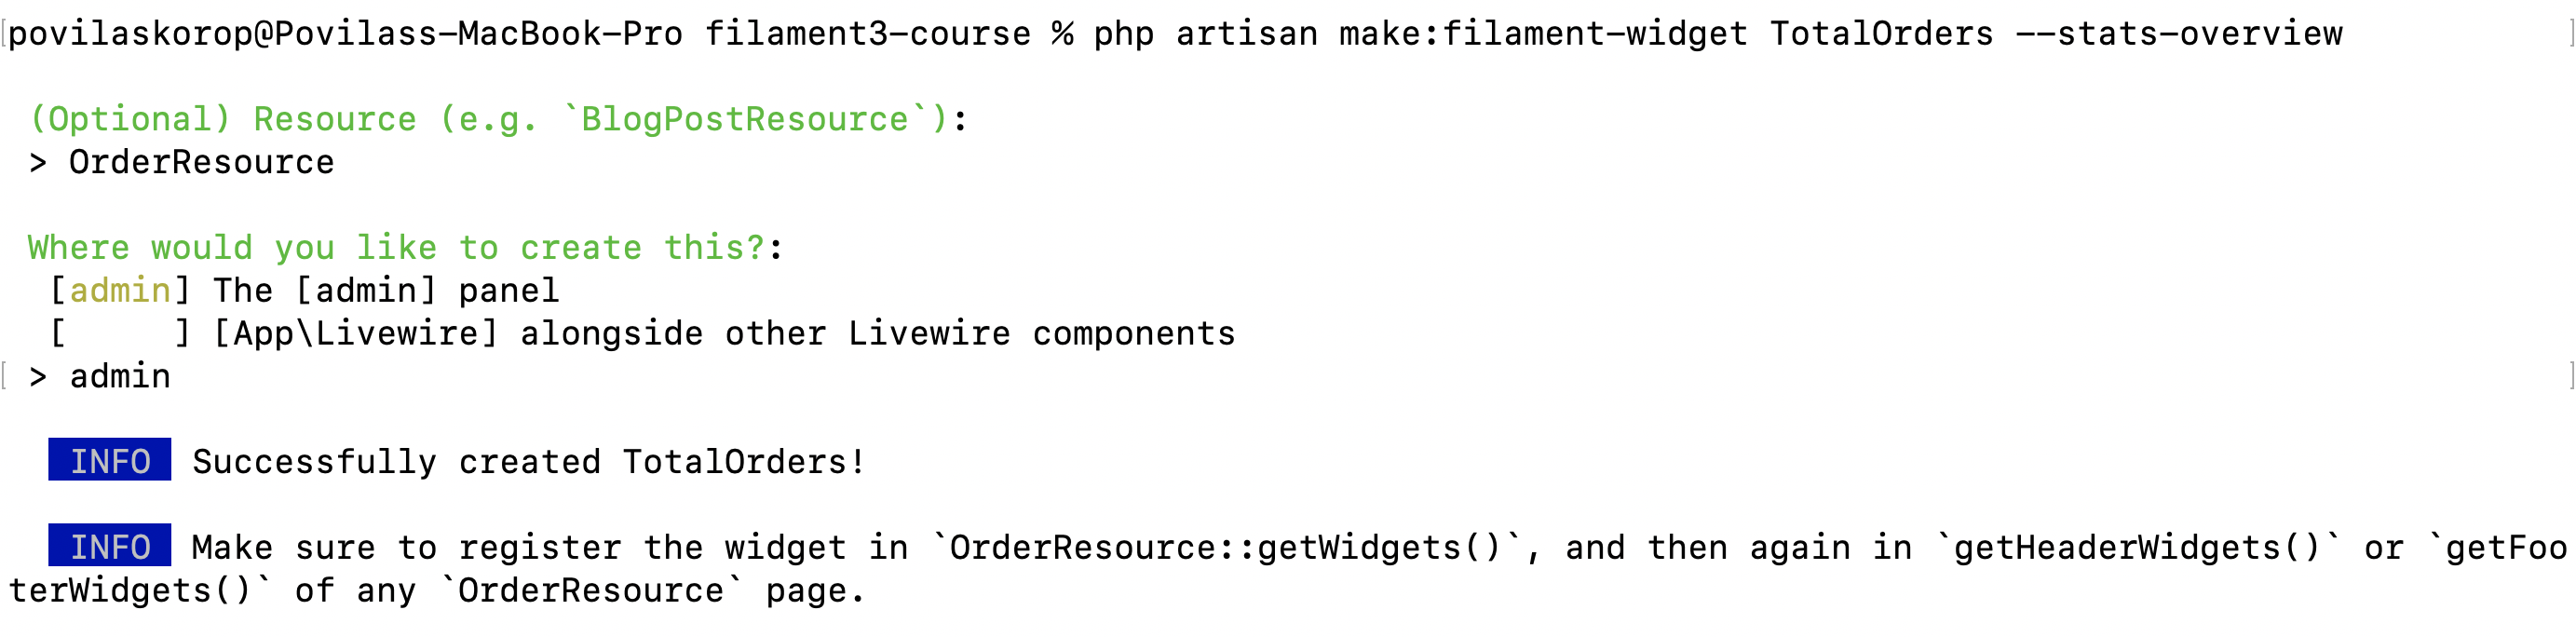 [povilaskorop@Povilass-MacBook-Pro filament3-course % php artisan make:filament-widget TotalOrders --stats-overview ]
(Optional) Resource (e.g. `BlogPostResource`):
> OrderResource
Where would you like to create this?:
[admin] The [admin] panel
[     ] [App\Livewire] alongside other Livewire components
[ > admin ]
INFO Successfully created TotalOrders!
INFO Make sure to register the widget in `OrderResource::getWidgets()`, and then again in `getHeaderWidgets()` or `getFoo
terWidgets()` of any `OrderResource` page.